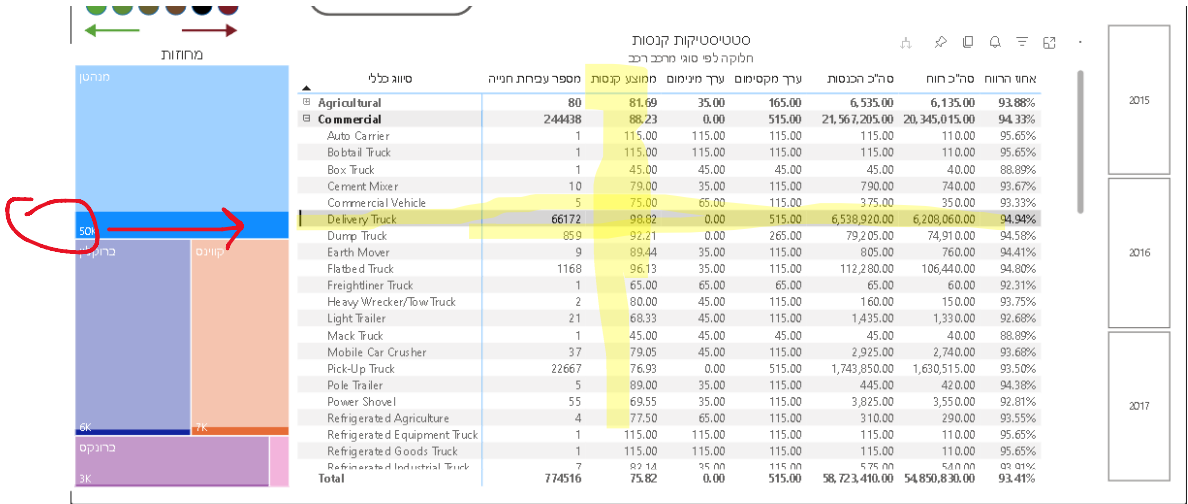 סטטיסטיקות קנסות
חלוקה לפי סוגי מרכב רכב
מחוזות
מנהטן
50K
ברוקלין
קווינס
6K
7K
ברונקס
3K
סיווג כללי מספר עבירות חנייה ממוצע קנסות ערך מינימום ערך מקסימום סה"כ הכנסות סה"כ רווח אחוז הרווח
Agricultural 80 81.69 35.00 165.00 6,535.00 6,135.00 93.88%
Commercial 244438 88.23 0.00 515.00 21,567,205.00 20,345,015.00 94.33%
Auto Carrier 1 115.00 115.00 115.00 115.00 110.00 95.65%
Bobtail Truck 1 115.00 115.00 115.00 115.00 110.00 95.65%
Box Truck 1 45.00 45.00 45.00 45.00 40.00 88.89%
Cement Mixer 10 79.00 35.00 115.00 790.00 740.00 93.67%
Commercial Vehicle 5 75.00 65.00 115.00 375.00 350.00 93.33%
Delivery Truck 66172 98.82 0.00 515.00 6,538,920.00 6,208,060.00 94.94%
Dump Truck 859 92.21 0.00 265.00 79,205.00 74,910.00 94.58%
Earth Mover 9 89.44 35.00 115.00 805.00 760.00 94.41%
Flatbed Truck 1168 96.13 35.00 115.00 112,280.00 106,440.00 94.80%
Freightliner Truck 1 65.00 65.00 65.00 65.00 60.00 92.31%
Heavy Wrecker/Tow Truck 2 80.00 45.00 115.00 160.00 150.00 93.75%
Light Trailer 21 68.33 45.00 115.00 1,435.00 1,330.00 92.68%
Mack Truck 1 45.00 45.00 45.00 45.00 40.00 88.89%
Mobile Car Crusher 37 79.05 45.00 115.00 2,925.00 2,740.00 93.68%
Pick-Up Truck 22667 76.93 0.00 515.00 1,743,850.00 1,630,515.00 93.50%
Pole Trailer 5 89.00 35.00 115.00 445.00 420.00 94.38%
Power Shovel 55 69.55 35.00 115.00 3,825.00 3,550.00 92.81%
Refrigerated Agriculture 4 77.50 65.00 115.00 310.00 290.00 93.55%
Refrigerated Equipment Truck 1 115.00 115.00 115.00 115.00 110.00 95.65%
Refrigerated Goods Truck 1 115.00 115.00 115.00 115.00 110.00 95.65%
Refrigerated Industrial Truck 7 82.14 35.00 115.00 575.00 540.00 93.91%
Total 774516 75.82 0.00 515.00 58,723,410.00 54,850,830.00 93.41%
2015
2016
2017